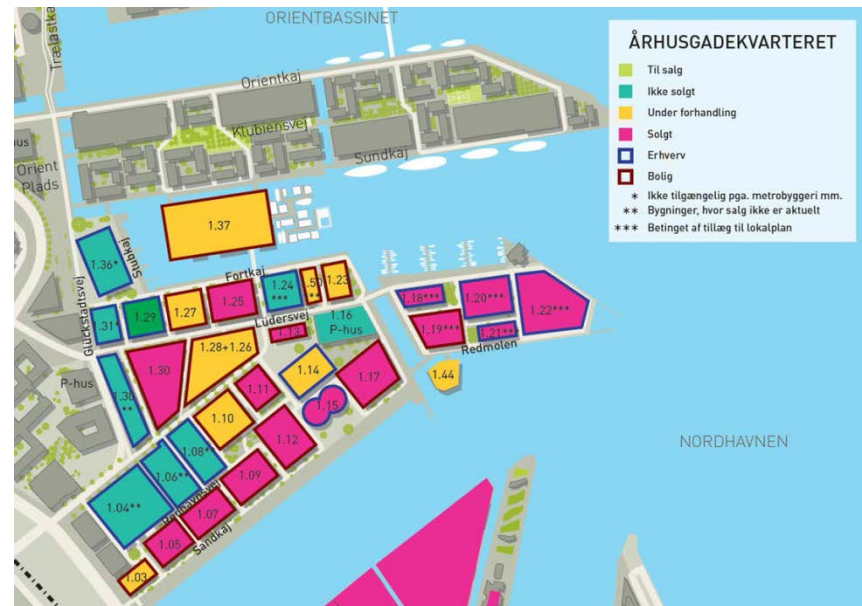 ORIENTBASSINET
Trælastka
Orientkaj
Klubiensvej
Sundkaj
hus
Orient
Plads
ÅRHUSGADEKVARTERET
Til salg
Ikke solgt
Under forhandling
Solgt
Erhverv
Bolig
* Ikke tilgængelig pga. metrobyggeri mm.
** Bygninger, hvor salg ikke er aktuelt
*** Betinget af tillæg til lokalplan
1.37
1.36*
Stubkaj
Fortkaj
Glückstadtsvej
.31*
1.29
1.27
1.25
1.24
***
.50
**
1.23
Lüdersvej
1.13
1.16
P-hus
1.18***
1.20***
1.22***
1.19***
1.21***
Redmolen
1.44
P-hus
**
1.30
1.28+1.26
1.14
1.17
1.11
1.15
1.10
1.12
1.08**
1.06**
1.09
1.04**
1.07
Sandkaj
1.05
1.03
NORDHAVNEN